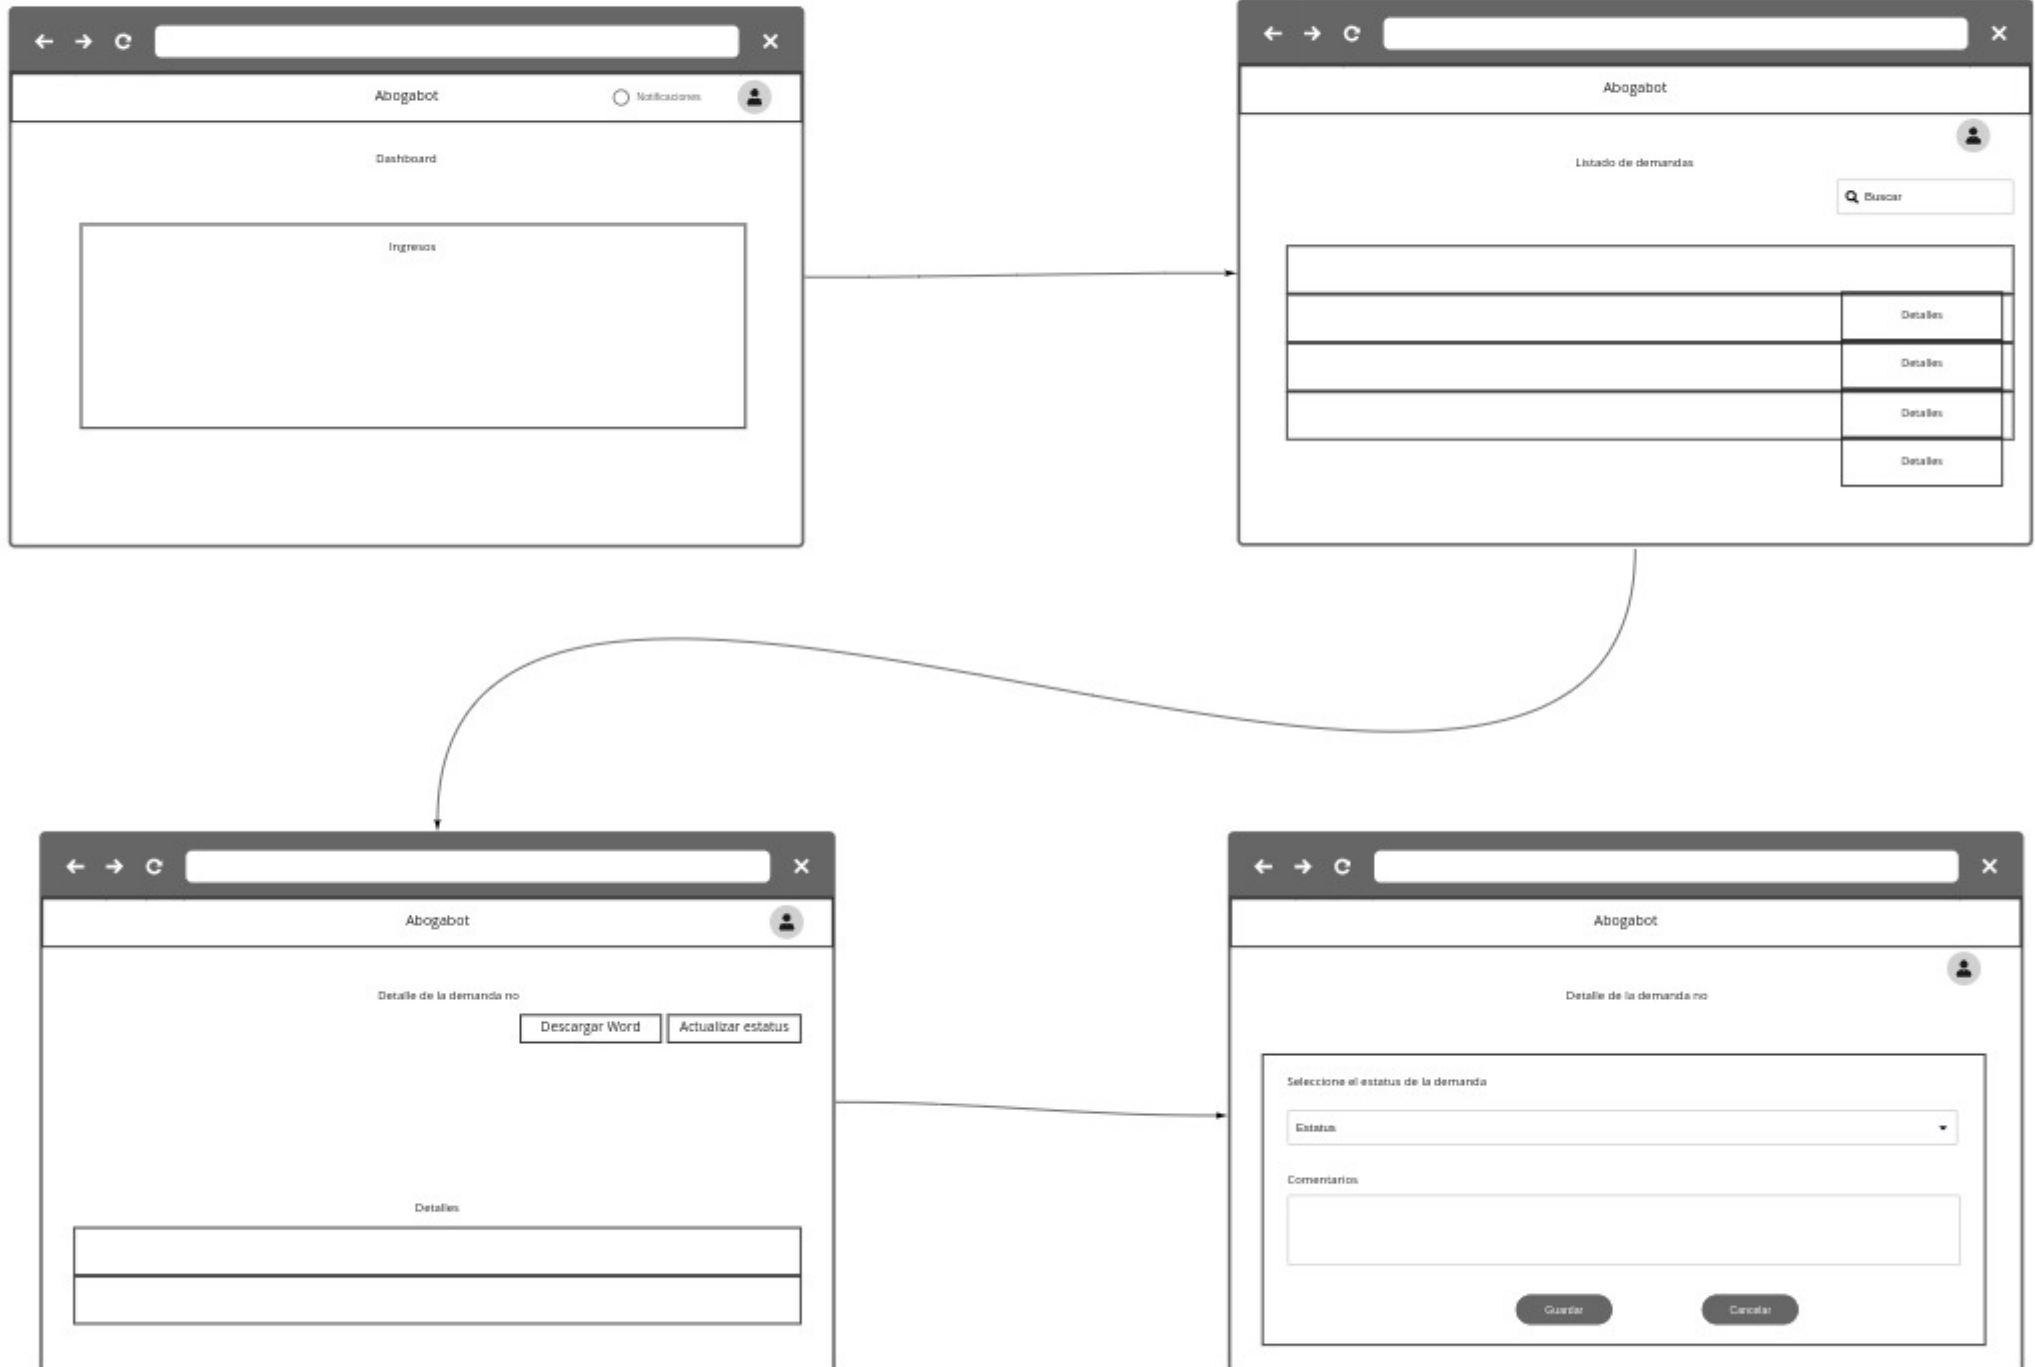 Abogabot
Notificaciones
Dashboard
Ingresos
Abogabot
Listado de demandas
Buscar
Detalles
Detalles
Detalles
Detalles
Abogabot
Detalle de la demanda no
Descargar Word
Actualizar estatus
Detalles
Abogabot
Detalle de la demanda no
Seleccione el estatus de la demanda
Estatus
Comentarios
Guardar
Cancelar